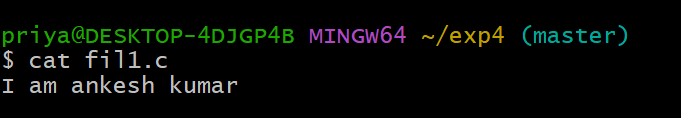 priya@DESKTOP-4DJGP4B MINGW64 ~/exp4 (master)
$ cat fil1.c
I am ankesh kumar